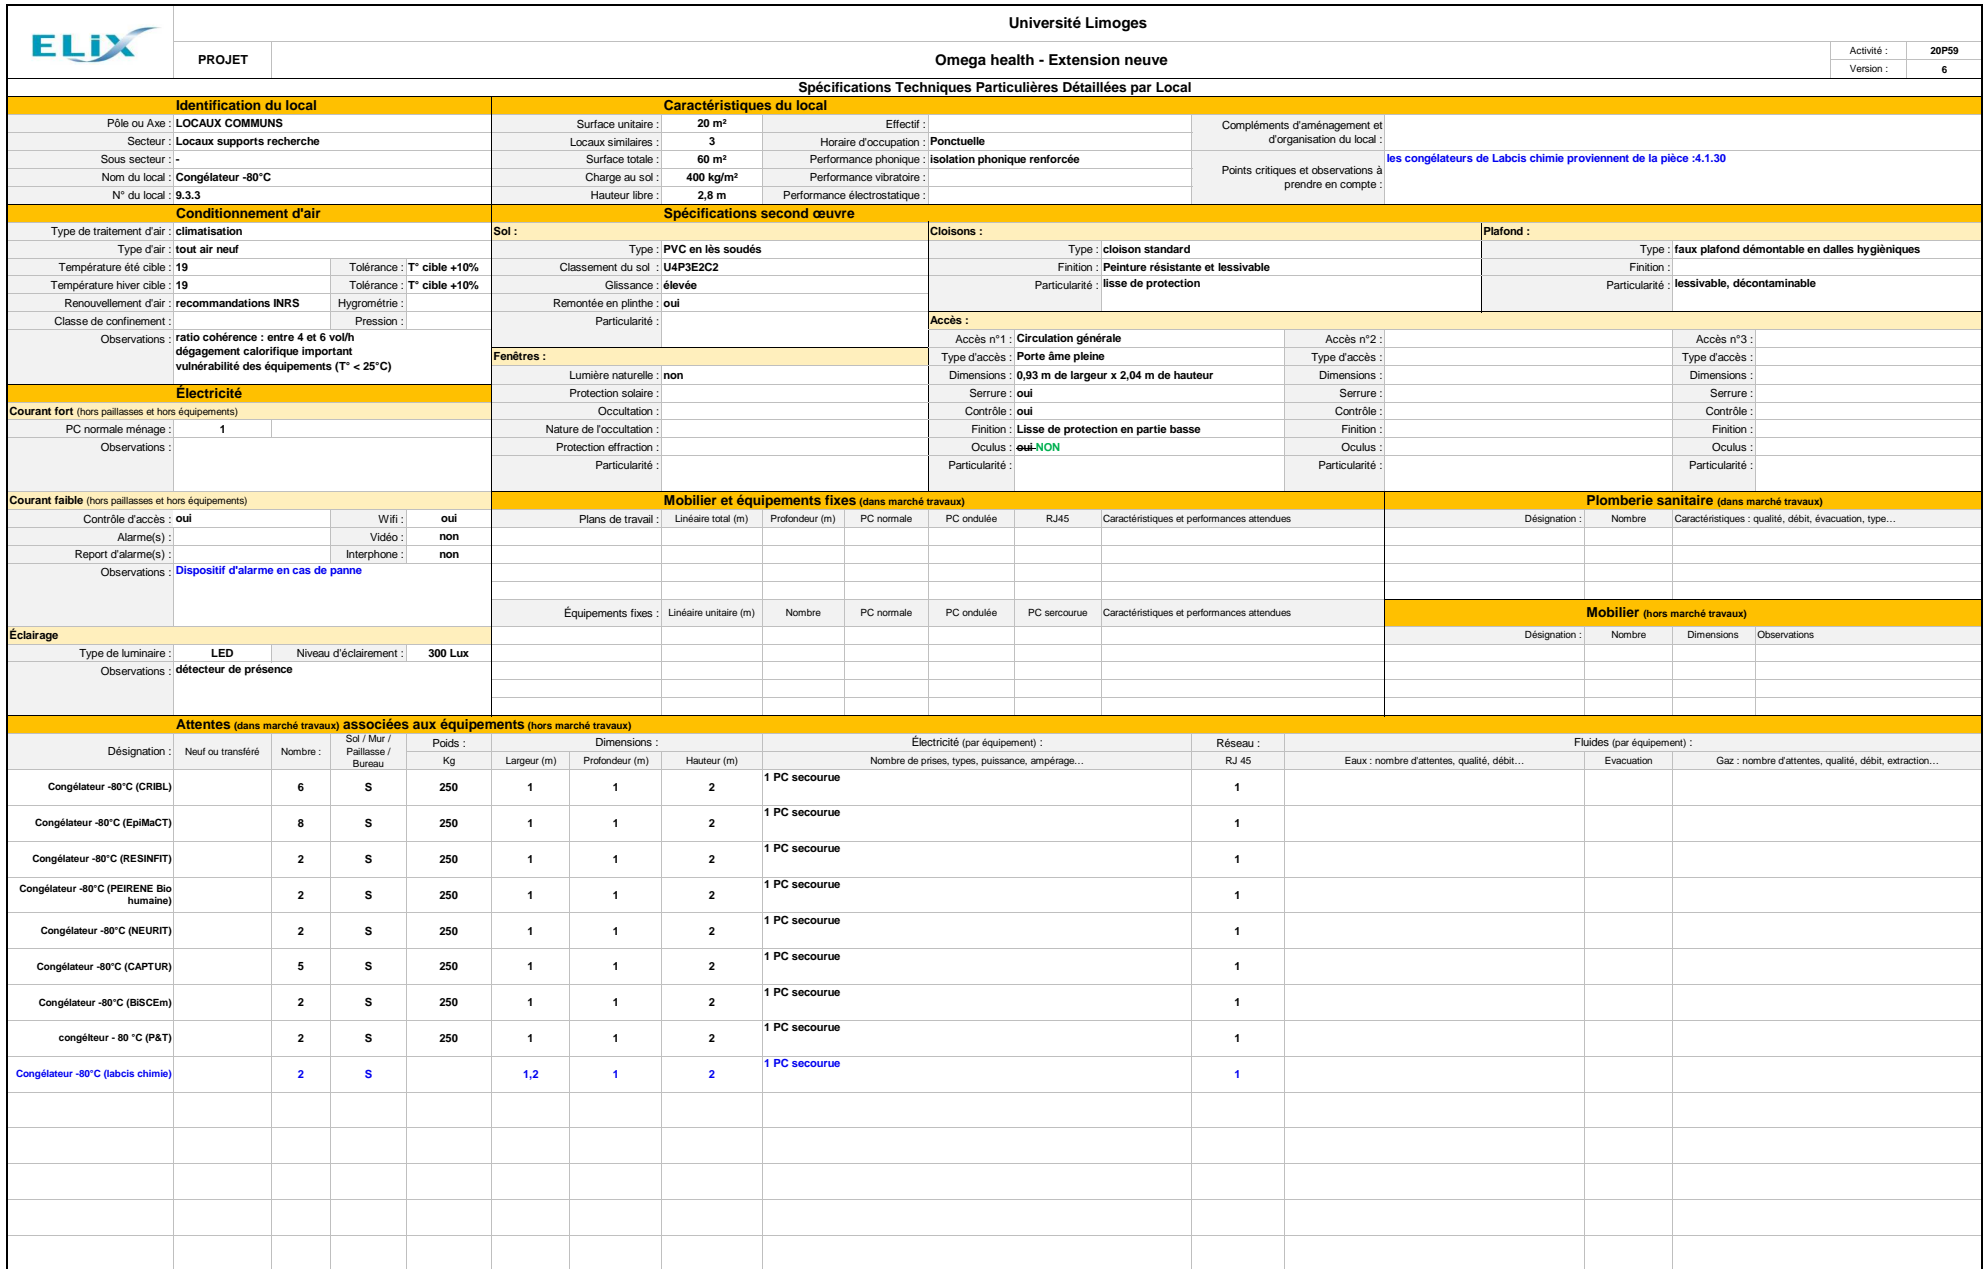 ELiX
Université Limoges
PROJET
Omega health - Extension neuve
Activité : 20P59
Version : 6
Spécifications Techniques Particulières Détaillées par Local
Identification du local
Pôle ou Axe : LOCAUX COMMUNS
Secteur : Locaux supports recherche
Sous secteur : -
Nom du local : Congélateur -80°C
N° du local : 9.3.3
Caractéristiques du local
Surface unitaire : 20 m²
Locaux similaires : 3
Surface totale : 60 m²
Charge au sol : 400 kg/m²
Hauteur libre : 2,8 m
Effectif :
Horaire d'occupation : Ponctuelle
Performance phonique : isolation phonique renforcée
Performance vibratoire :
Performance électrostatique :
Compléments d'aménagement et
d'organisation du local :
Points critiques et observations à
prendre en compte :
les congélateurs de Labcis chimie proviennent de la pièce :4.1.30
Conditionnement d'air
Type de traitement d'air : climatisation
Type d'air : tout air neuf
Température été cible : 19 Tolérance : T° cible +10%
Température hiver cible : 19 Tolérance : T° cible +10%
Renouvellement d'air : recommandations INRS Hygrométrie :
Classe de confinement : Pression :
Observations : ratio cohérence : entre 4 et 6 vol/h
dégagement calorifique important
vulnérabilité des équipements (T° < 25°C)
Spécifications second œuvre
Sol :
Type : PVC en lès soudés
Classement du sol : U4P3E2C2
Glissance : élevée
Remontée en plinthe : oui
Particularité :
Cloisons :
Type : cloison standard
Finition : Peinture résistante et lessivable
Particularité : lisse de protection
Plafond :
Type : faux plafond démontable en dalles hygièniques
Finition :
Particularité : lessivable, décontaminable
Fenêtres :
Lumière naturelle : non
Protection solaire :
Occultation :
Nature de l'occultation :
Protection effraction :
Particularité :
Accès :
Accès n°1 : Circulation générale
Type d'accès : Porte âme pleine
Dimensions : 0,93 m de largeur x 2,04 m de hauteur
Serrure : oui
Contrôle : oui
Finition : Lisse de protection en partie basse
Oculus : oui NON
Particularité :
Accès n°2 :
Type d'accès :
Dimensions :
Serrure :
Contrôle :
Finition :
Oculus :
Particularité :
Accès n°3 :
Type d'accès :
Dimensions :
Serrure :
Contrôle :
Finition :
Oculus :
Particularité :
Électricité
Courant fort (hors paillasses et hors équipements)
PC normale ménage : 1
Observations :
Courant faible (hors paillasses et hors équipements)
Contrôle d'accès : oui Wifi : oui
Alarme(s) : Vidéo : non
Report d'alarme(s) : Interphone : non
Observations : Dispositif d'alarme en cas de panne
Éclairage
Type de luminaire : LED Niveau d'éclairement : 300 Lux
Observations : détecteur de présence
Mobilier et équipements fixes (dans marché travaux)
Plans de travail : Linéaire total (m) Profondeur (m) PC normale PC ondulée RJ45 Caractéristiques et performances attendues
Équipements fixes : Linéaire unitaire (m) Nombre PC normale PC ondulée PC sercourue Caractéristiques et performances attendues
Plomberie sanitaire (dans marché travaux)
Désignation : Nombre Caractéristiques : qualité, débit, évacuation, type…
Mobilier (hors marché travaux)
Désignation : Nombre Dimensions Observations
Attentes (dans marché travaux) associées aux équipements (hors marché travaux)
Désignation : Neuf ou transféré Nombre : Sol / Mur / Paillasse / Bureau Poids : Dimensions : Électricité (par équipement) : Réseau : Fluides (par équipement) :
Kg Largeur (m) Profondeur (m) Hauteur (m) Nombre de prises, types, puissance, ampérage… RJ 45 Eaux : nombre d'attentes, qualité, débit… Evacuation Gaz : nombre d'attentes, qualité, débit, extraction…
Congélateur -80°C (CRIBL) 6 S 250 1 1 2 1 PC secourue 1
Congélateur -80°C (EpiMaCT) 8 S 250 1 1 2 1 PC secourue 1
Congélateur -80°C (RESINFIT) 2 S 250 1 1 2 1 PC secourue 1
Congélateur -80°C (PEIRENE Bio humaine) 2 S 250 1 1 2 1 PC secourue 1
Congélateur -80°C (NEURIT) 2 S 250 1 1 2 1 PC secourue 1
Congélateur -80°C (CAPTUR) 5 S 250 1 1 2 1 PC secourue 1
Congélateur -80°C (BiSCEm) 2 S 250 1 1 2 1 PC secourue 1
congélteur - 80 °C (P&T) 2 S 250 1 1 2 1 PC secourue 1
Congélateur -80°C (labcis chimie) 2 S 1,2 1 2 1 PC secourue 1